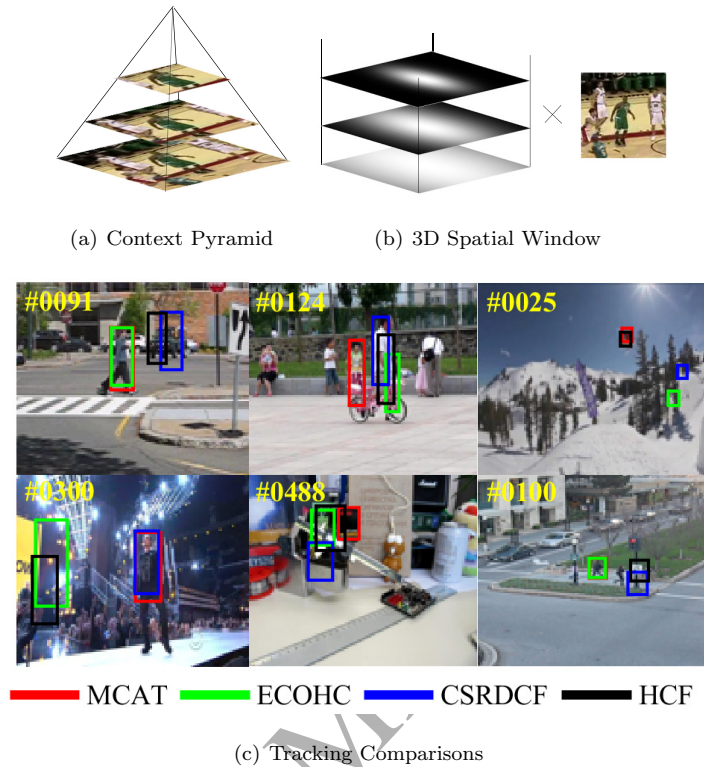 (a) Context Pyramid
(b) 3D Spatial Window
#0091
#0124
#0025
#0300
#0488
#0100
MCAT
ECOHC
CSRDCF
HCF
(c) Tracking Comparisons